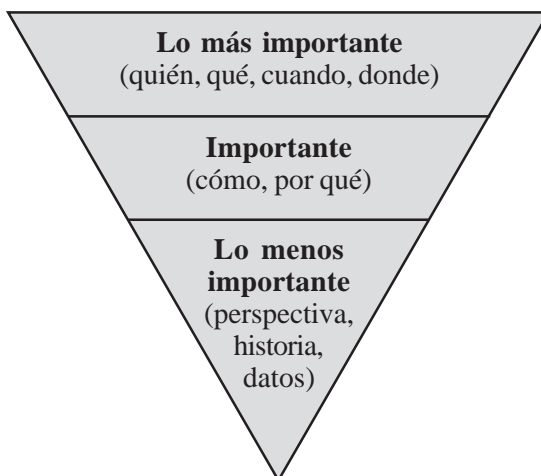 Lo más importante
(quién, qué, cuando, donde)
Importante
(cómo, por qué)
Lo menos
importante
(perspectiva,
historia,
datos)